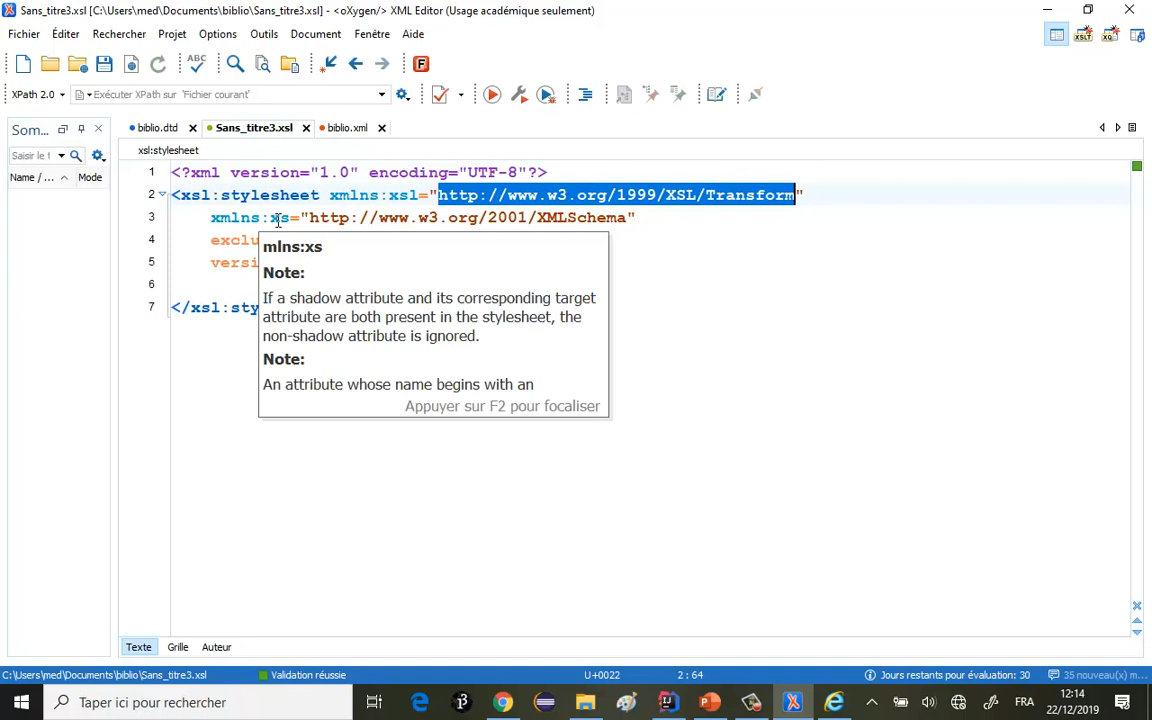 Sans_titre3.xsl [C:\Users\med\Documents\biblio\Sans_titre3.xsl] - <oXygen/> XML Editor (Usage académique seulement)
Fichier Éditer Rechercher Projet Options Outils Document Fenêtre Aide
XSLT XQ
ABC F
XPath 2.0 Exécuter XPath sur 'Fichier courant'
Som... biblio.dtd Sans_titre3.xsl biblio.xml
Saisir le t xsl:stylesheet
Name / ... Mode
1 <?xml version="1.0" encoding="UTF-8"?>
2 <xsl:stylesheet xmlns:xsl="http://www.w3.org/1999/XSL/Transform"
3 xmlns:xs="http://www.w3.org/2001/XMLSchema"
4 exclu
5 versi
6
7 </xsl:sty
mlns:xs
Note:
If a shadow attribute and its corresponding target
attribute are both present in the stylesheet, the
non-shadow attribute is ignored.
Note:
An attribute whose name begins with an
Appuyer sur F2 pour focaliser
Texte Grille Auteur
C:\Users\med\Documents\biblio\Sans_titre3.xsl Validation réussie U+0022 2 : 64 Jours restants pour évaluation: 30 35 nouveau(x) m...
Taper ici pour rechercher FRA 12:14
22/12/2019